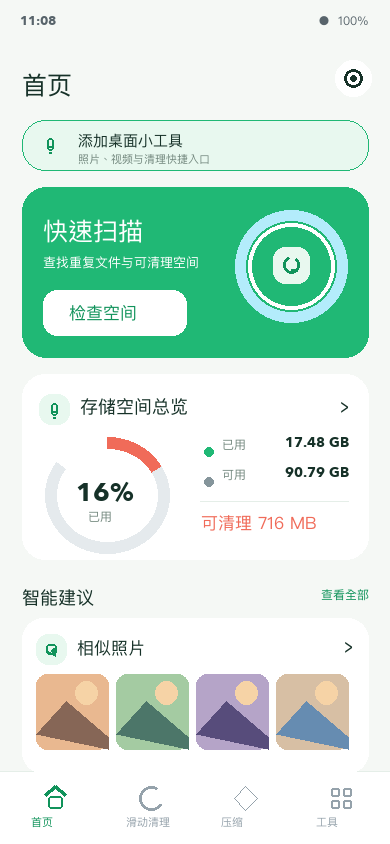 11:08
100%
首页
添加桌面小工具
照片、视频与清理快捷入口
快速扫描
查找重复文件与可清理空间
检查空间
存储空间总览
已用 17.48 GB
可用 90.79 GB
16%
已用
可清理 716 MB
智能建议
查看全部
相似照片
首页
滑动清理
压缩
工具